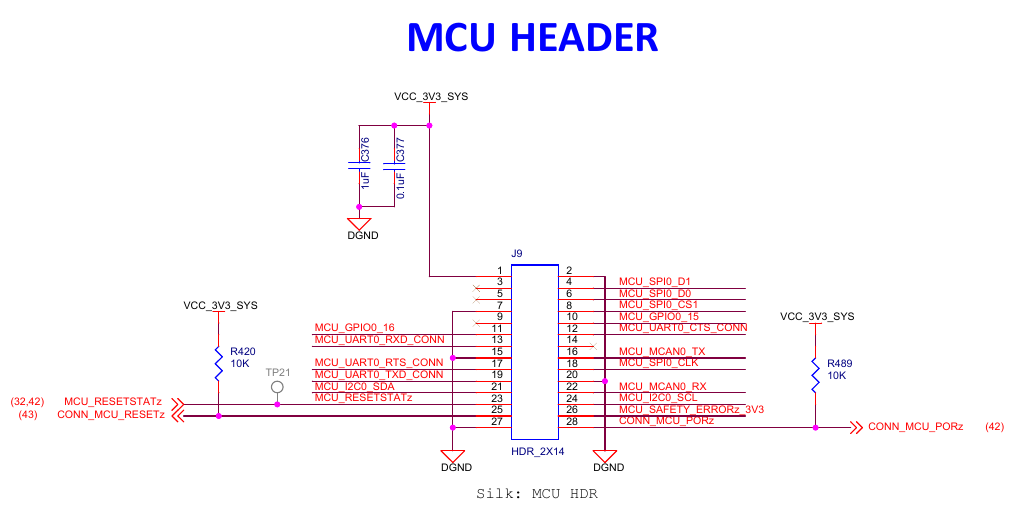 MCU HEADER
VCC_3V3_SYS
C376
1uF
C377
0.1uF
DGND
J9
1 2
3 4 MCU_SPI0_D1
5 6 MCU_SPI0_D0
7 8 MCU_SPI0_CS1
9 10 MCU_GPIO0_15
MCU_GPIO0_16 11 12 MCU_UART0_CTS_CONN
MCU_UART0_RXD_CONN 13 14
15 16 MCU_MCAN0_TX
MCU_UART0_RTS_CONN 17 18 MCU_SPI0_CLK
MCU_UART0_TXD_CONN 19 20
MCU_I2C0_SDA 21 22 MCU_MCAN0_RX
MCU_RESETSTATz 23 24 MCU_I2C0_SCL
25 26 MCU_SAFETY_ERRORz_3V3
27 28 CONN_MCU_PORz
HDR_2X14
VCC_3V3_SYS
R420
10K
TP21
(32,42) MCU_RESETSTATz
(43) CONN_MCU_RESETz
VCC_3V3_SYS
R489
10K
CONN_MCU_PORz (42)
DGND
DGND
Silk: MCU HDR